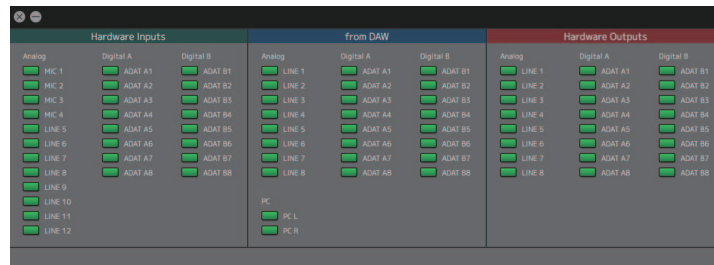 Hardware Inputs from DAW Hardware Outputs
Analog Digital A Digital B Analog Digital A Digital B Analog Digital A Digital B
MIC 1 ADAT A1 ADAT B1 LINE 1 ADAT A1 ADAT B1 LINE 1 ADAT A1 ADAT B1
MIC 2 ADAT A2 ADAT B2 LINE 2 ADAT A2 ADAT B2 LINE 2 ADAT A2 ADAT B2
MIC 3 ADAT A3 ADAT B3 LINE 3 ADAT A3 ADAT B3 LINE 3 ADAT A3 ADAT B3
MIC 4 ADAT A4 ADAT B4 LINE 4 ADAT A4 ADAT B4 LINE 4 ADAT A4 ADAT B4
LINE 5 ADAT A5 ADAT B5 LINE 5 ADAT A5 ADAT B5 LINE 5 ADAT A5 ADAT B5
LINE 6 ADAT A6 ADAT B6 LINE 6 ADAT A6 ADAT B6 LINE 6 ADAT A6 ADAT B6
LINE 7 ADAT A7 ADAT B7 LINE 7 ADAT A7 ADAT B7 LINE 7 ADAT A7 ADAT B7
LINE 8 ADAT A8 ADAT B8 LINE 8 ADAT A8 ADAT B8 LINE 8 ADAT A8 ADAT B8
LINE 9
LINE 10 PC
LINE 11 PC L
LINE 12 PC R